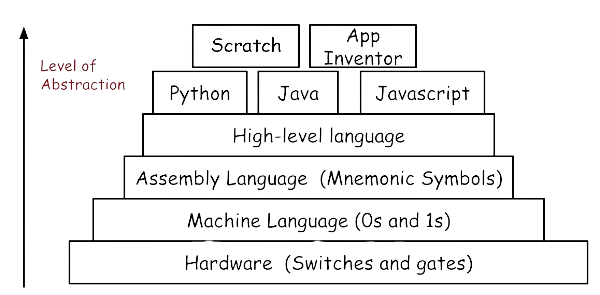 Scratch
App
Inventor
Level of
Abstraction
Python
Java
Javascript
High-level language
Assembly Language (Mnemonic Symbols)
Machine Language (0s and 1s)
Hardware (Switches and gates)